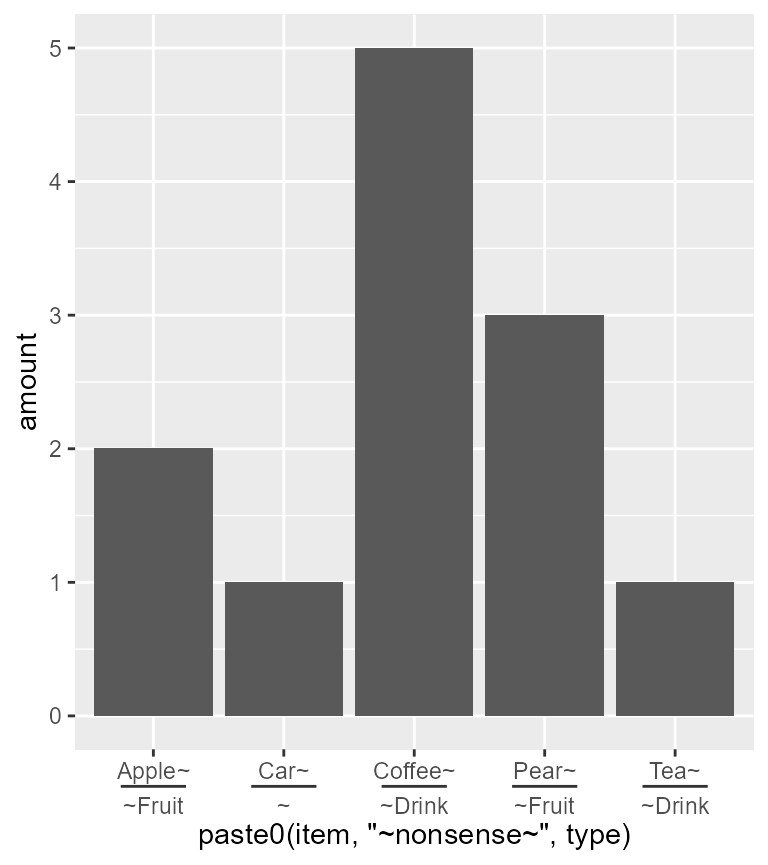 5
4
3
amount
2
1
0
Apple~ Car~ Coffee~ Pear~ Tea~
~Fruit ~ ~Drink ~Fruit ~Drink
paste0(item, "~nonsense~", type)